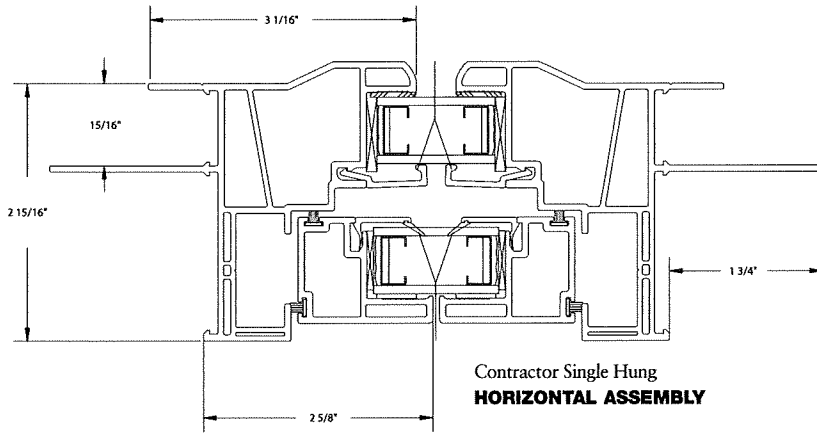 3 1/16"
15/16"
2 15/16"
1 3/4"
2 5/8"
Contractor Single Hung
HORIZONTAL ASSEMBLY